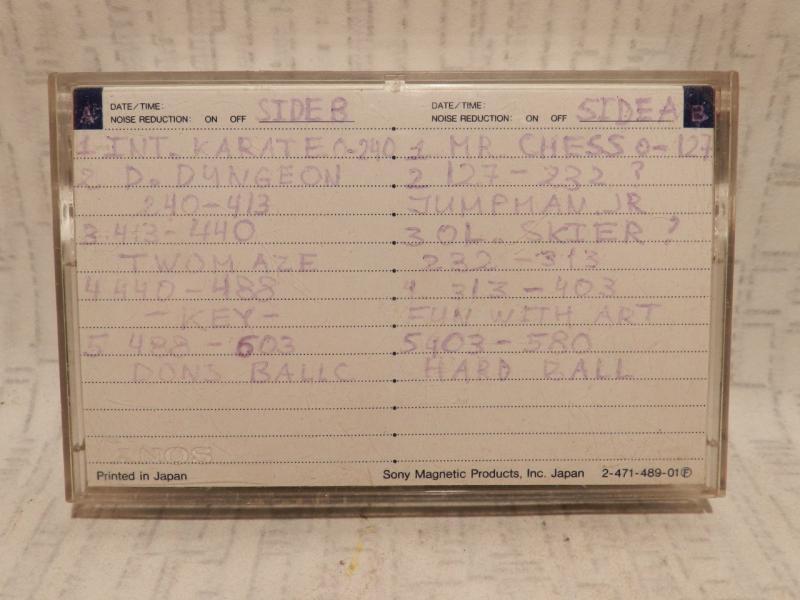 A
DATE/TIME:
NOISE REDUCTION: ON OFF SIDE B
1 INT. KARATE 0-240
2 D. DUNGEON
240-413
3 413-440
TWOMAZE
4 440-488
-KEY-
5 488-603
DONS BALLC
SONY
Printed in Japan
DATE/TIME:
NOISE REDUCTION: ON OFF SIDE A
B
1 MR CHESS 0-127
2 127-232 ?
JUMPMAN JR
3 OL. SKIER ?
232-313
4 313-403
FUN WITH ART
5 403-580
HARD BALL
Sony Magnetic Products, Inc. Japan 2-471-489-01 Ⓕ